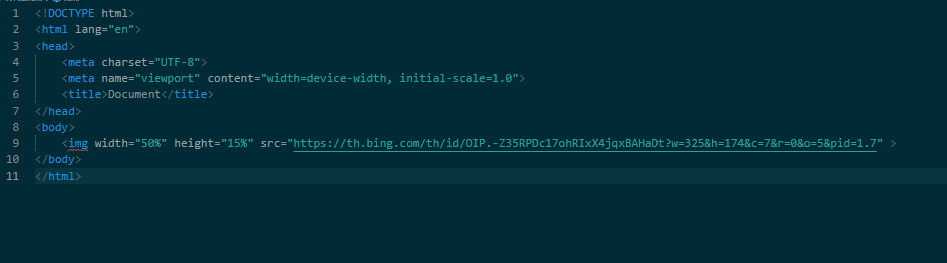 1 <!DOCTYPE html>
2 <html lang="en">
3 <head>
4 <meta charset="UTF-8">
5 <meta name="viewport" content="width=device-width, initial-scale=1.0">
6 <title>Document</title>
7 </head>
8 <body>
9 <img width="50%" height="15%" src="https://th.bing.com/th/id/OIP.-Z35RPDc17ohRIxX4jqxBAHaDt?w=325&h=174&c=7&r=0&o=5&pid=1.7" >
10 </body>
11 </html>